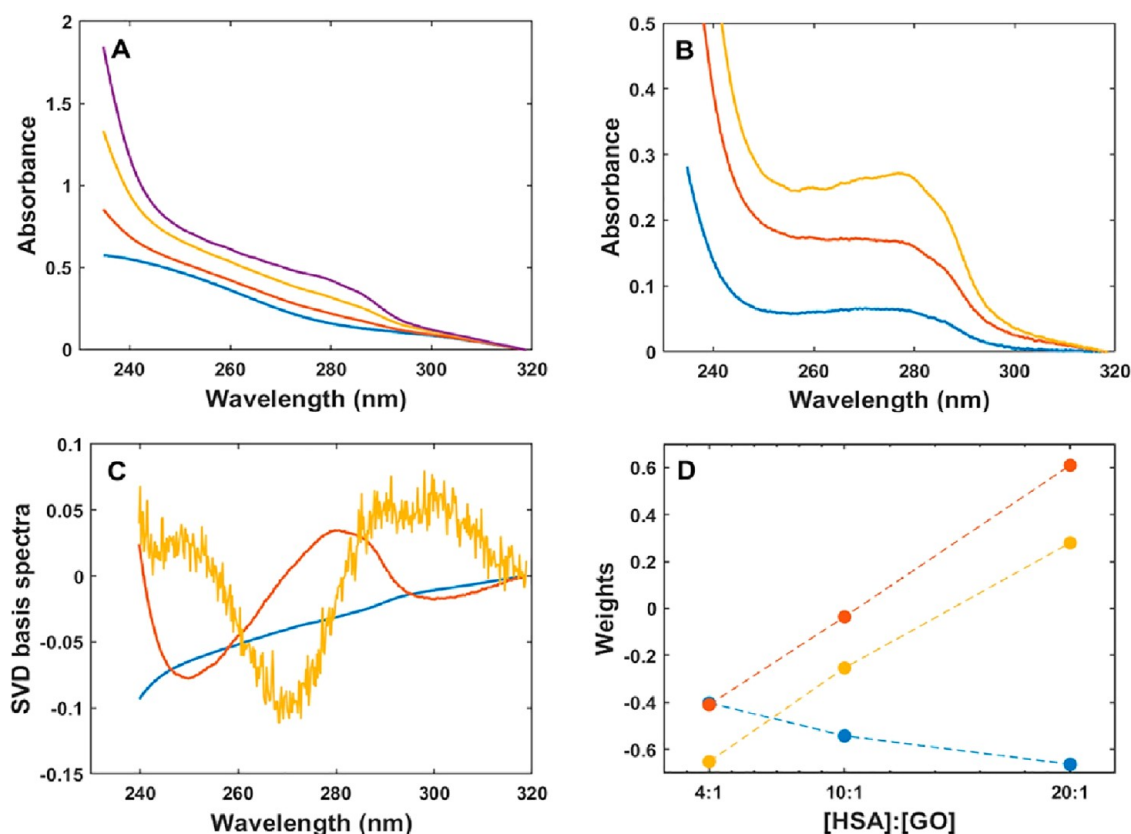 A
Absorbance
2
1.5
1
0.5
0
240 260 280 300 320
Wavelength (nm)
B
Absorbance
0.5
0.4
0.3
0.2
0.1
0
240 260 280 300 320
Wavelength (nm)
C
SVD basis spectra
0.1
0.05
0
-0.05
-0.1
-0.15
240 260 280 300 320
Wavelength (nm)
D
Weights
0.6
0.4
0.2
0
-0.2
-0.4
-0.6
4:1 10:1 20:1
[HSA]:[GO]